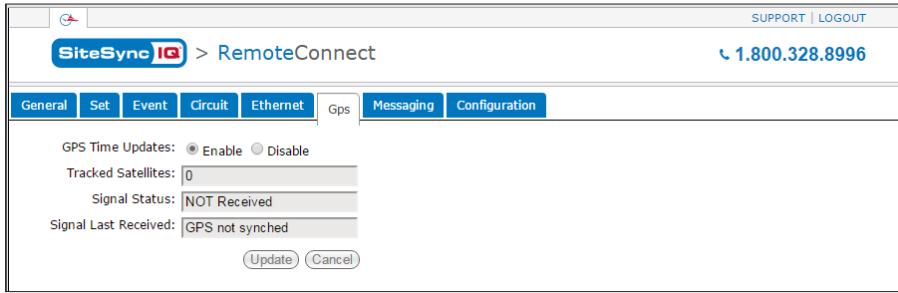 SUPPORT | LOGOUT
SiteSync IQ > RemoteConnect
1.800.328.8996
General Set Event Circuit Ethernet Gps Messaging Configuration
GPS Time Updates: Enable Disable
Tracked Satellites: 0
Signal Status: NOT Received
Signal Last Received: GPS not synched
Update Cancel